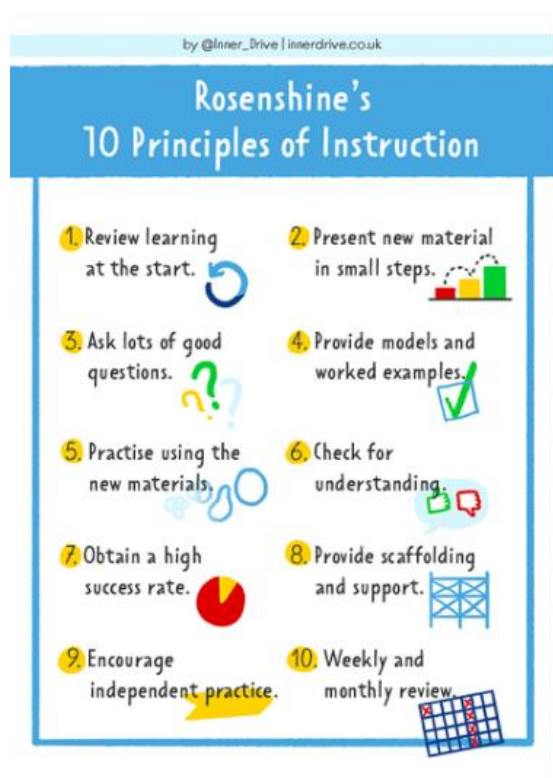 by @Inner_Drive | innerdrive.co.uk
Rosenshine's
10 Principles of Instruction
1. Review learning
at the start.
2. Present new material
in small steps.
3. Ask lots of good
questions.
4. Provide models and
worked examples.
5. Practise using the
new materials.
6. Check for
understanding.
7. Obtain a high
success rate.
8. Provide scaffolding
and support.
9. Encourage
independent practice.
10. Weekly and
monthly review.